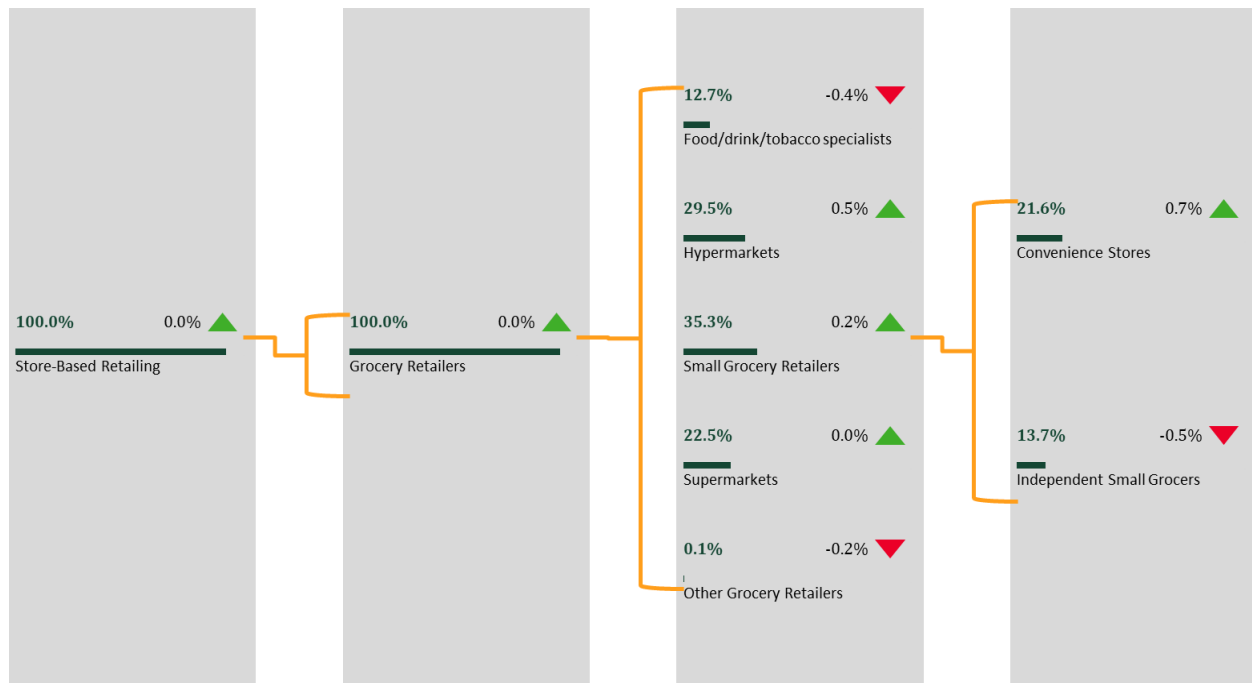 100.0% 0.0%
Store-Based Retailing
100.0% 0.0%
Grocery Retailers
12.7% -0.4%
Food/drink/tobacco specialists
29.5% 0.5%
Hypermarkets
35.3% 0.2%
Small Grocery Retailers
22.5% 0.0%
Supermarkets
0.1% -0.2%
Other Grocery Retailers
21.6% 0.7%
Convenience Stores
13.7% -0.5%
Independent Small Grocers